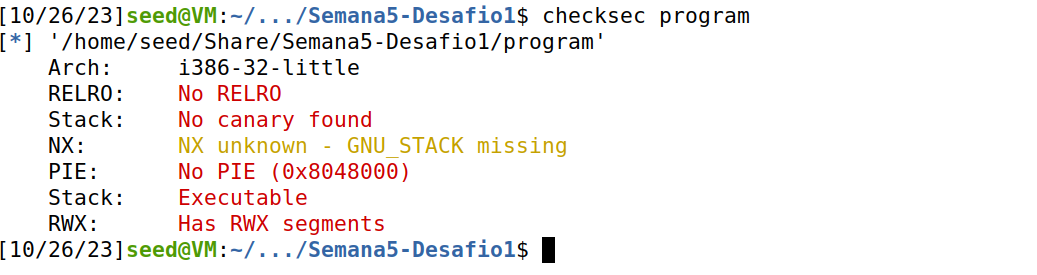 [10/26/23]seed@VM:~/.../Semana5-Desafio1$ checksec program
[*] '/home/seed/Share/Semana5-Desafio1/program'
    Arch:     i386-32-little
    RELRO:    No RELRO
    Stack:    No canary found
    NX:       NX unknown - GNU_STACK missing
    PIE:      No PIE (0x8048000)
    Stack:    Executable
    RWX:      Has RWX segments
[10/26/23]seed@VM:~/.../Semana5-Desafio1$